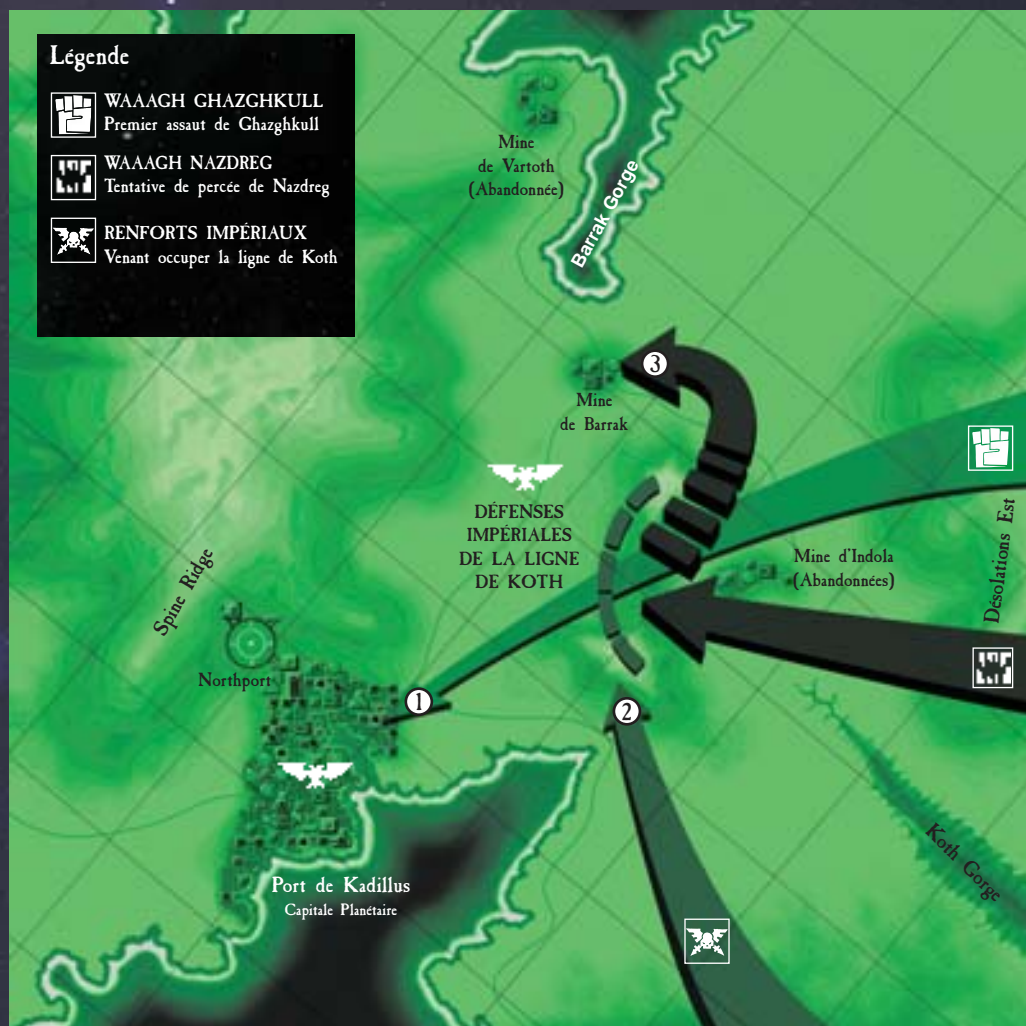 Légende
WAAAGH GHAZGHKULL
Premier assaut de Ghazghkull
WAAAGH NAZDREG
Tentative de percée de Nazdreg
RENFORTS IMPÉRIAUX
Venant occuper la ligne de Koth
Mine
de Vartoth
(Abandonnée)
Barrak Gorge
3
Mine
de Barrak
DÉFENSES
IMPÉRIALES
DE LA LIGNE
DE KOTH
Mine d'Indola
(Abandonnées)
Désolations Est
Spine Ridge
Northport
1
2
Koth Gorge
Port de Kadillus
Capitale Planétaire